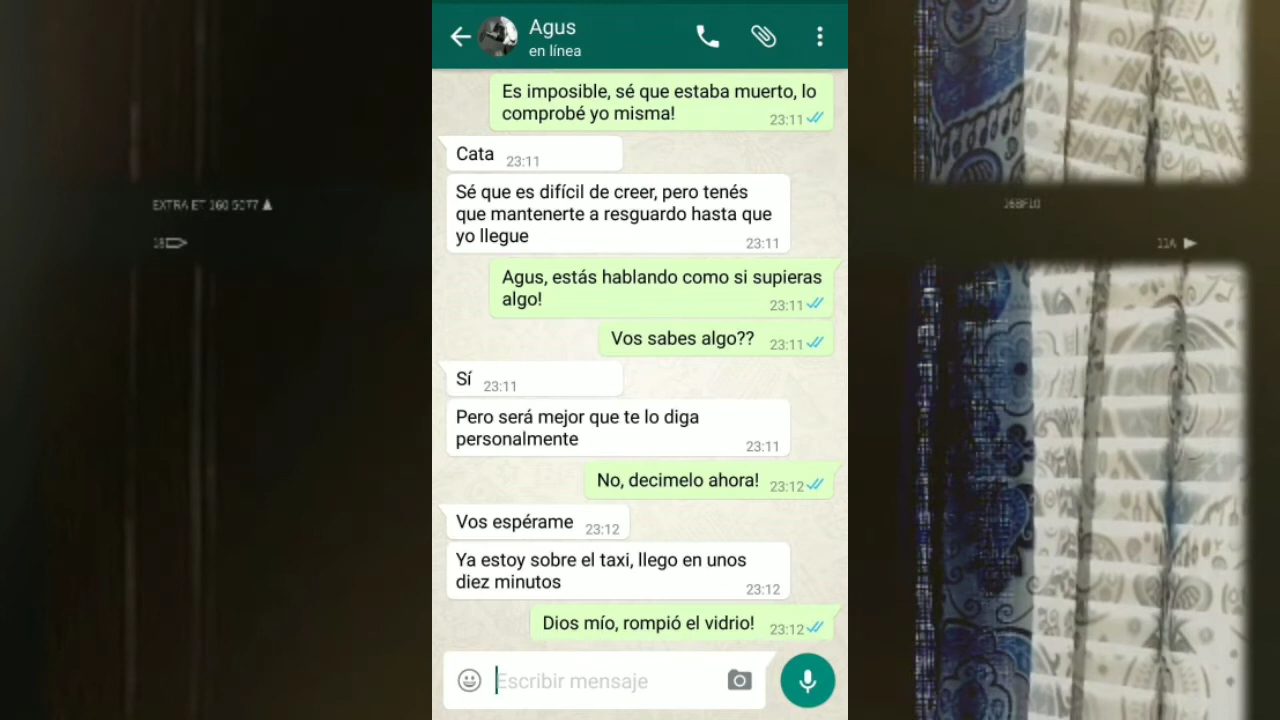 Agus
en línea
Es imposible, sé que estaba muerto, lo
comprobé yo misma!
23:11
Cata 23:11
Sé que es difícil de creer, pero tenés
que mantenerte a resguardo hasta que
yo llegue
23:11
Agus, estás hablando como si supieras
algo!
23:11
Vos sabes algo?? 23:11
Sí 23:11
Pero será mejor que te lo diga
personalmente
23:11
No, decimelo ahora! 23:12
Vos espérame 23:12
Ya estoy sobre el taxi, llego en unos
diez minutos
23:12
Dios mío, rompió el vidrio! 23:12
Escribir mensaje
EXTRA
11A